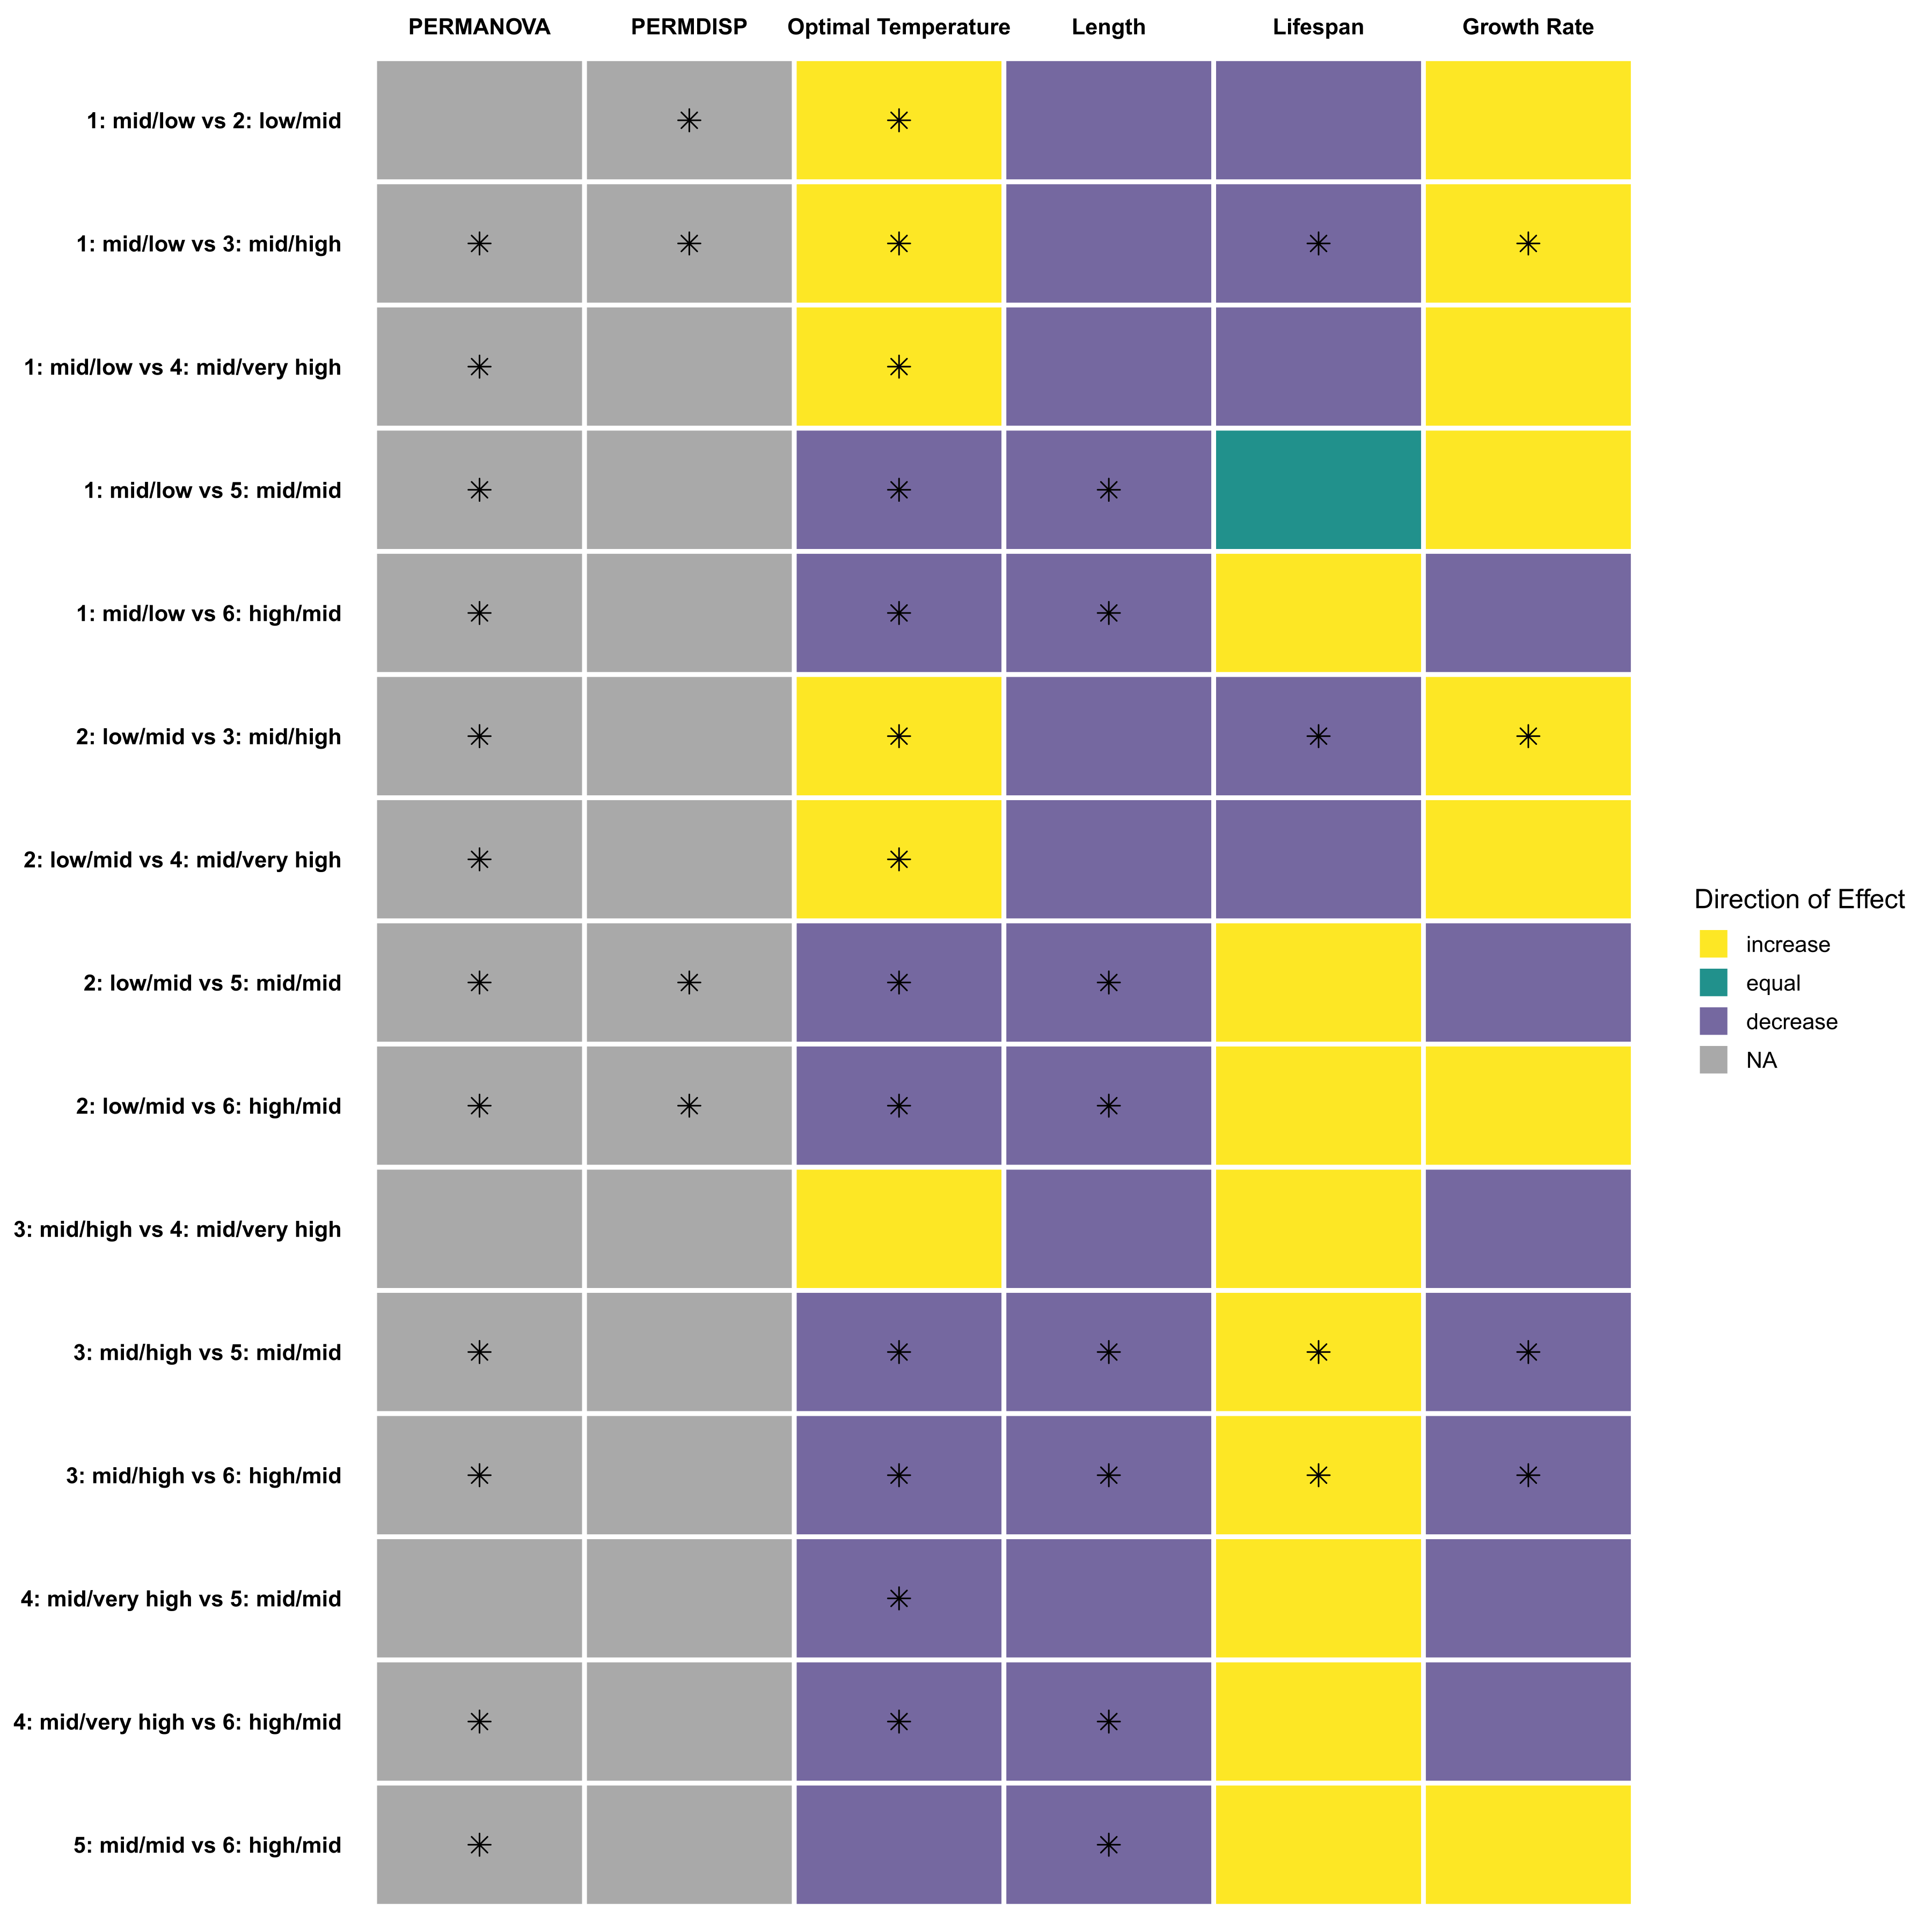 PERMANOVA PERMDISP Optimal Temperature Length Lifespan Growth Rate
1: mid/low vs 2: low/mid
1: mid/low vs 3: mid/high
1: mid/low vs 4: mid/very high
1: mid/low vs 5: mid/mid
1: mid/low vs 6: high/mid
2: low/mid vs 3: mid/high
2: low/mid vs 4: mid/very high
2: low/mid vs 5: mid/mid
2: low/mid vs 6: high/mid
3: mid/high vs 4: mid/very high
3: mid/high vs 5: mid/mid
3: mid/high vs 6: high/mid
4: mid/very high vs 5: mid/mid
4: mid/very high vs 6: high/mid
5: mid/mid vs 6: high/mid
Direction of Effect
increase
equal
decrease
NA